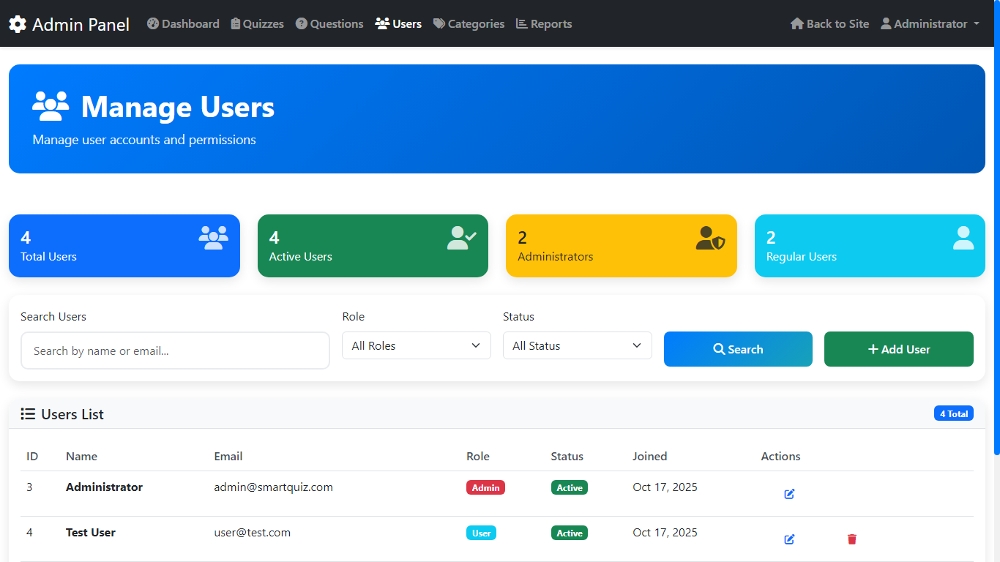 Admin Panel Dashboard Quizzes Questions Users Categories Reports Back to Site Administrator
Manage Users
Manage user accounts and permissions
4
Total Users
4
Active Users
2
Administrators
2
Regular Users
Search Users Role Status
Search by name or email... All Roles All Status Search Add User
Users List 4 Total
ID Name Email Role Status Joined Actions
3 Administrator admin@smartquiz.com Admin Active Oct 17, 2025
4 Test User user@test.com User Active Oct 17, 2025